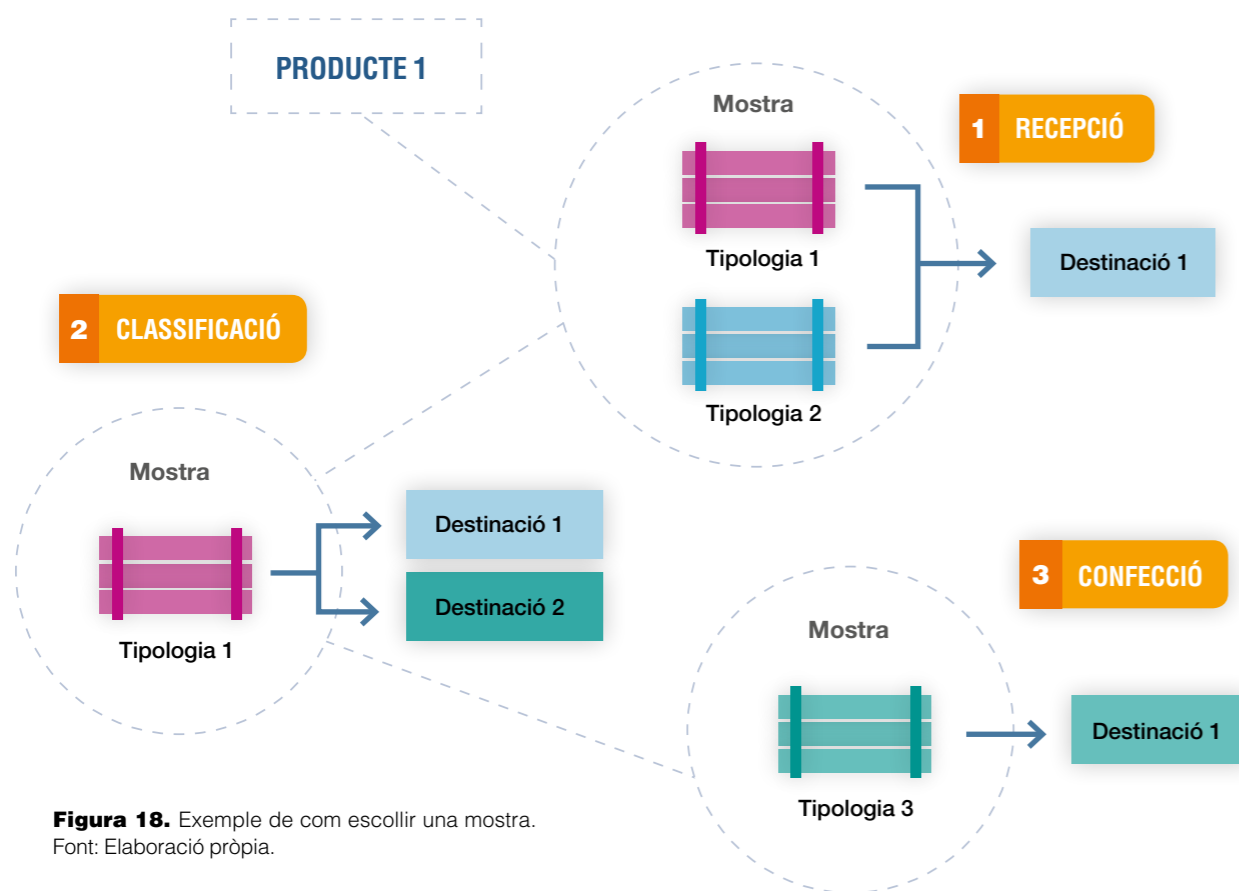 PRODUCTE 1
1 RECEPCIÓ
Mostra
Tipologia 1
Tipologia 2
Destinació 1
2 CLASSIFICACIÓ
Mostra
Tipologia 1
Destinació 1
Destinació 2
3 CONFECCIÓ
Mostra
Tipologia 3
Destinació 1
Figura 18. Exemple de com escollir una mostra.
Font: Elaboració pròpia.